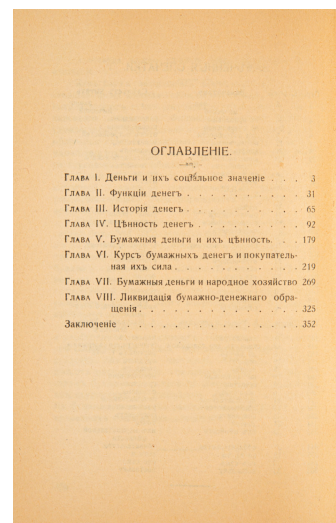 ОГЛАВЛЕНІЕ.
Глава I. Деньги и ихъ соціальное значеніе . . . 3
Глава II. Функціи денегъ . . . . . . . . . . 31
Глава III. Исторія денегъ . . . . . . . . . . 65
Глава IV. Цѣнность денегъ . . . . . . . . . 92
Глава V. Бумажныя деньги и ихъ цѣнность. . . . 179
Глава VI. Курсъ бумажныхъ денегъ и покупатель-
ная ихъ сила . . . . . . . . . . . 219
Глава VII. Бумажныя деньги и народное хозяйство 269
Глава VIII. Ликвидація бумажно-денежнаго обра-
щенія . . . . . . . . . . . . . . 325
Заключеніе . . . . . . . . . . . . . . . 352